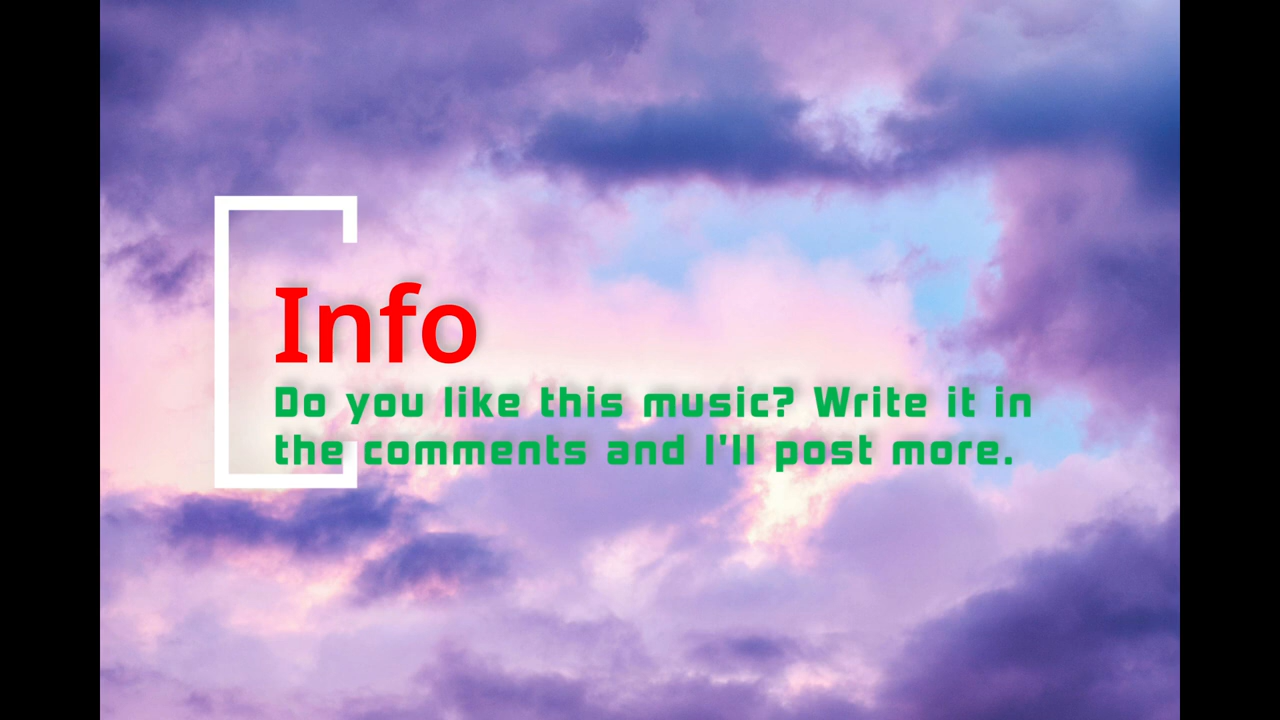 Info
Do you like this music? Write it in
the comments and I'll post more.